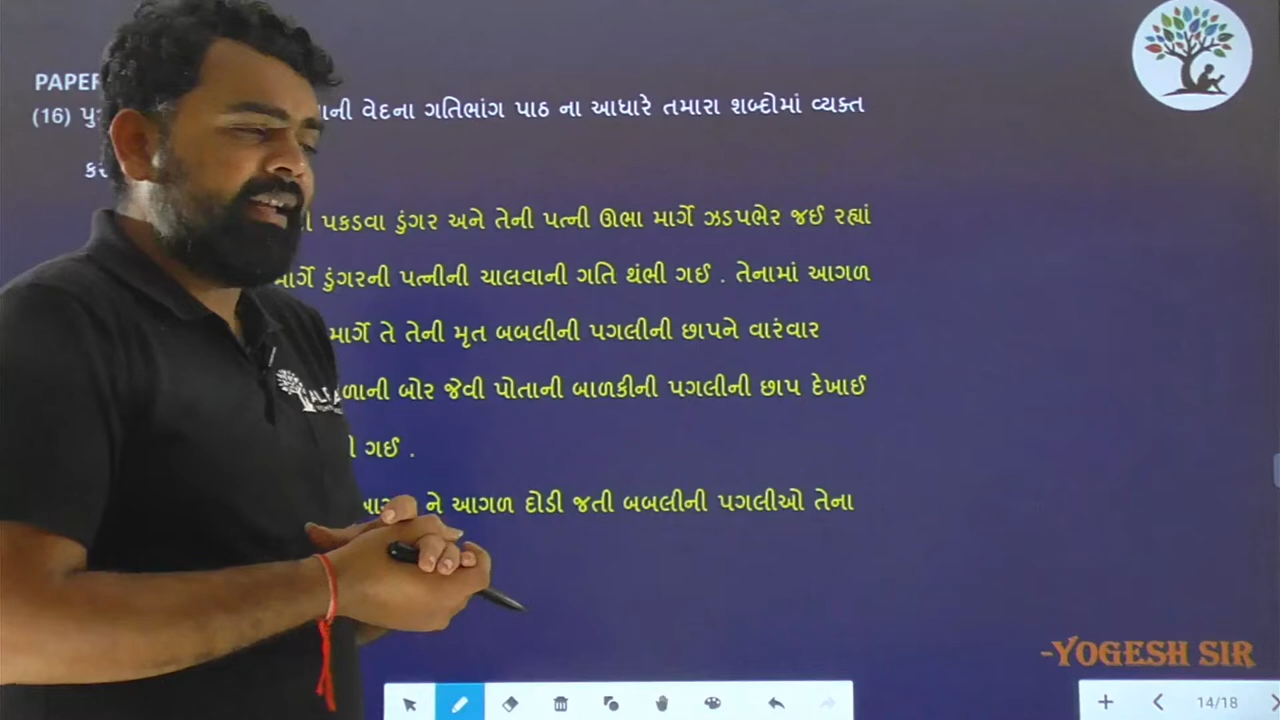 PAPER
(16) ની વેદના ગતિભાંગ પાઠ ના આધારે તમારા શબ્દોમાં વ્યક્ત
પકડવા ડુંગર અને તેની પત્ની ઊભા માર્ગે ઝડપભેર જઈ રહ્યાં
માર્ગે ડુંગરની પત્નીની ચાલવાની ગતિ થંભી ગઈ . તેનામાં આગળ
માર્ગે તે તેની મૃત બબલીની પગલીની છાપને વારંવાર
બોર જેવી પોતાની બાળકીની પગલીની છાપ દેખાઈ
ગઈ .
ને આગળ દોડી જતી બબલીની પગલીઓ તેના
-YOGESH SIR
14/18